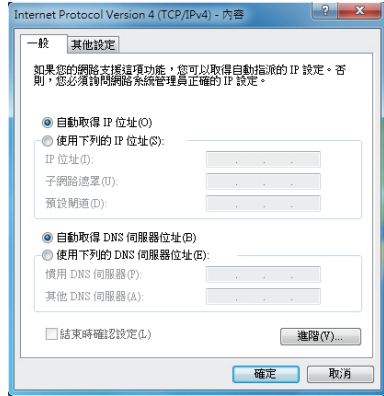 Internet Protocol Version 4 (TCP/IPv4) - 內容
一般
其他設定
如果您的網路支援這項功能，您可以取得自動指派的 IP 設定。否
則，您必須詢問網路系統管理員正確的 IP 設定。
自動取得 IP 位址(O)
使用下列的 IP 位址(S):
IP 位址(I):
子網路遮罩(U):
預設閘道(D):
自動取得 DNS 伺服器位址(B)
使用下列的 DNS 伺服器位址(E):
慣用 DNS 伺服器(P):
其他 DNS 伺服器(A):
結束時確認設定(L)
進階(V)...
確定
取消